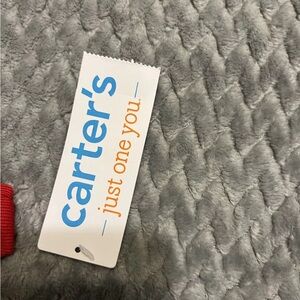 carter's
— just one you. —